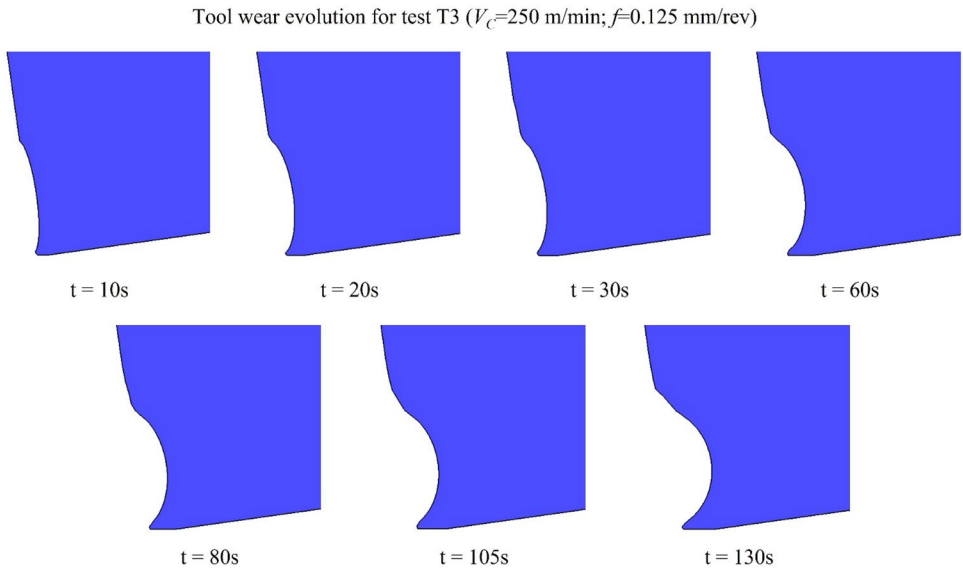 Tool wear evolution for test T3 (V_C=250 m/min; f=0.125 mm/rev)
t = 10s
t = 20s
t = 30s
t = 60s
t = 80s
t = 105s
t = 130s